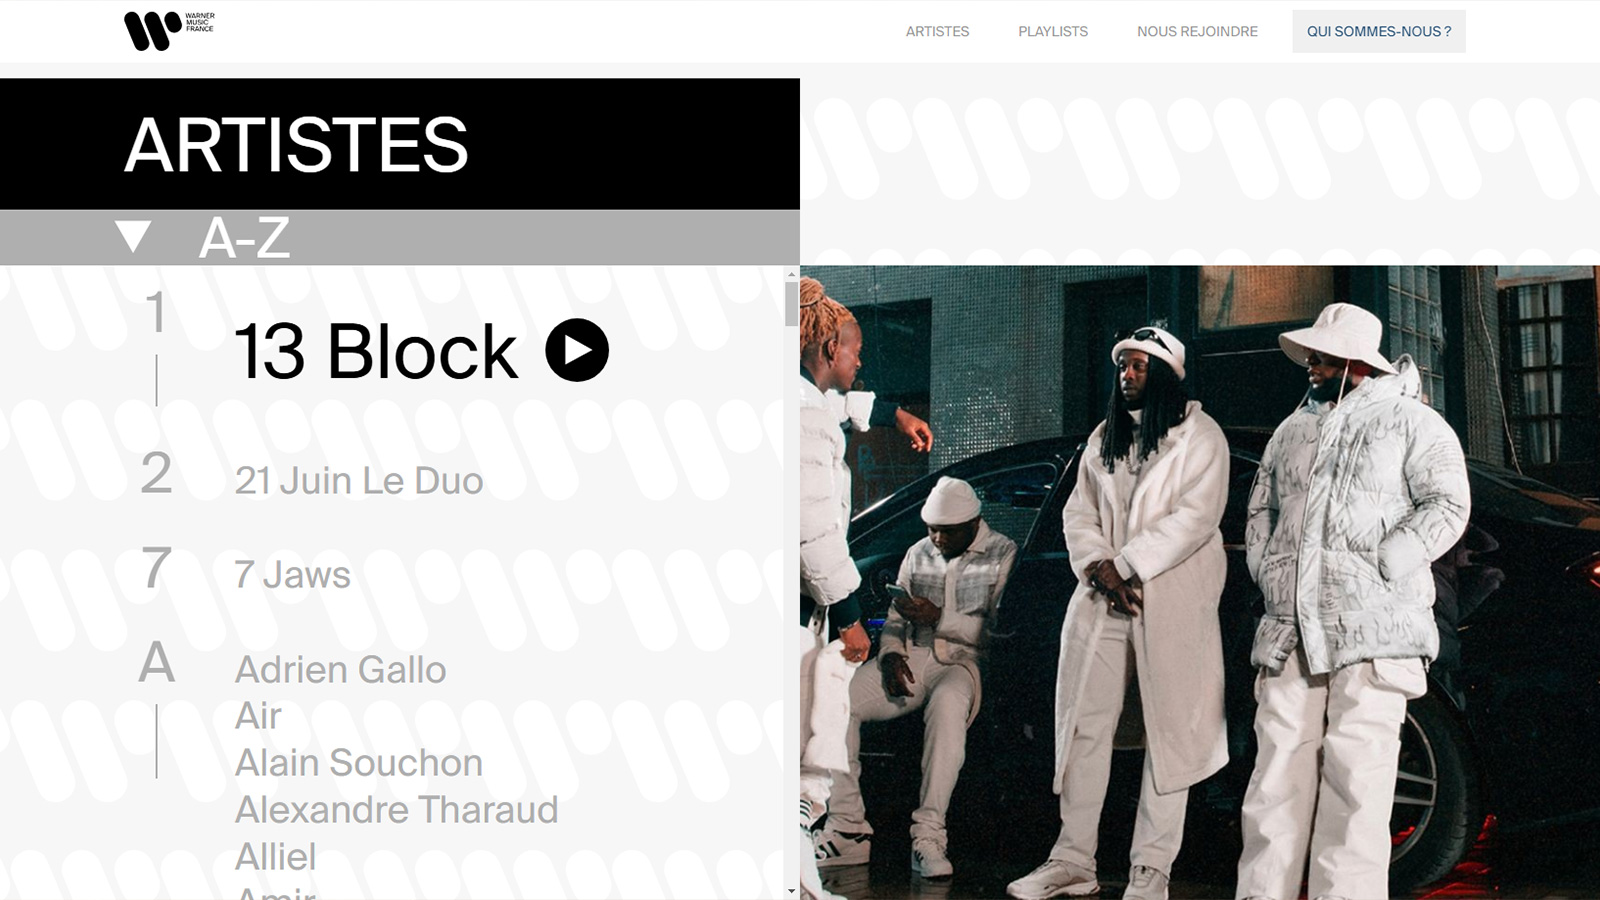 WARNER
MUSIC
FRANCE
ARTISTES
PLAYLISTS
NOUS REJOINDRE
QUI SOMMES-NOUS ?
ARTISTES
A-Z
1
13 Block
2
21 Juin Le Duo
7
7 Jaws
A
Adrien Gallo
Air
Alain Souchon
Alexandre Tharaud
Alliel
Amir